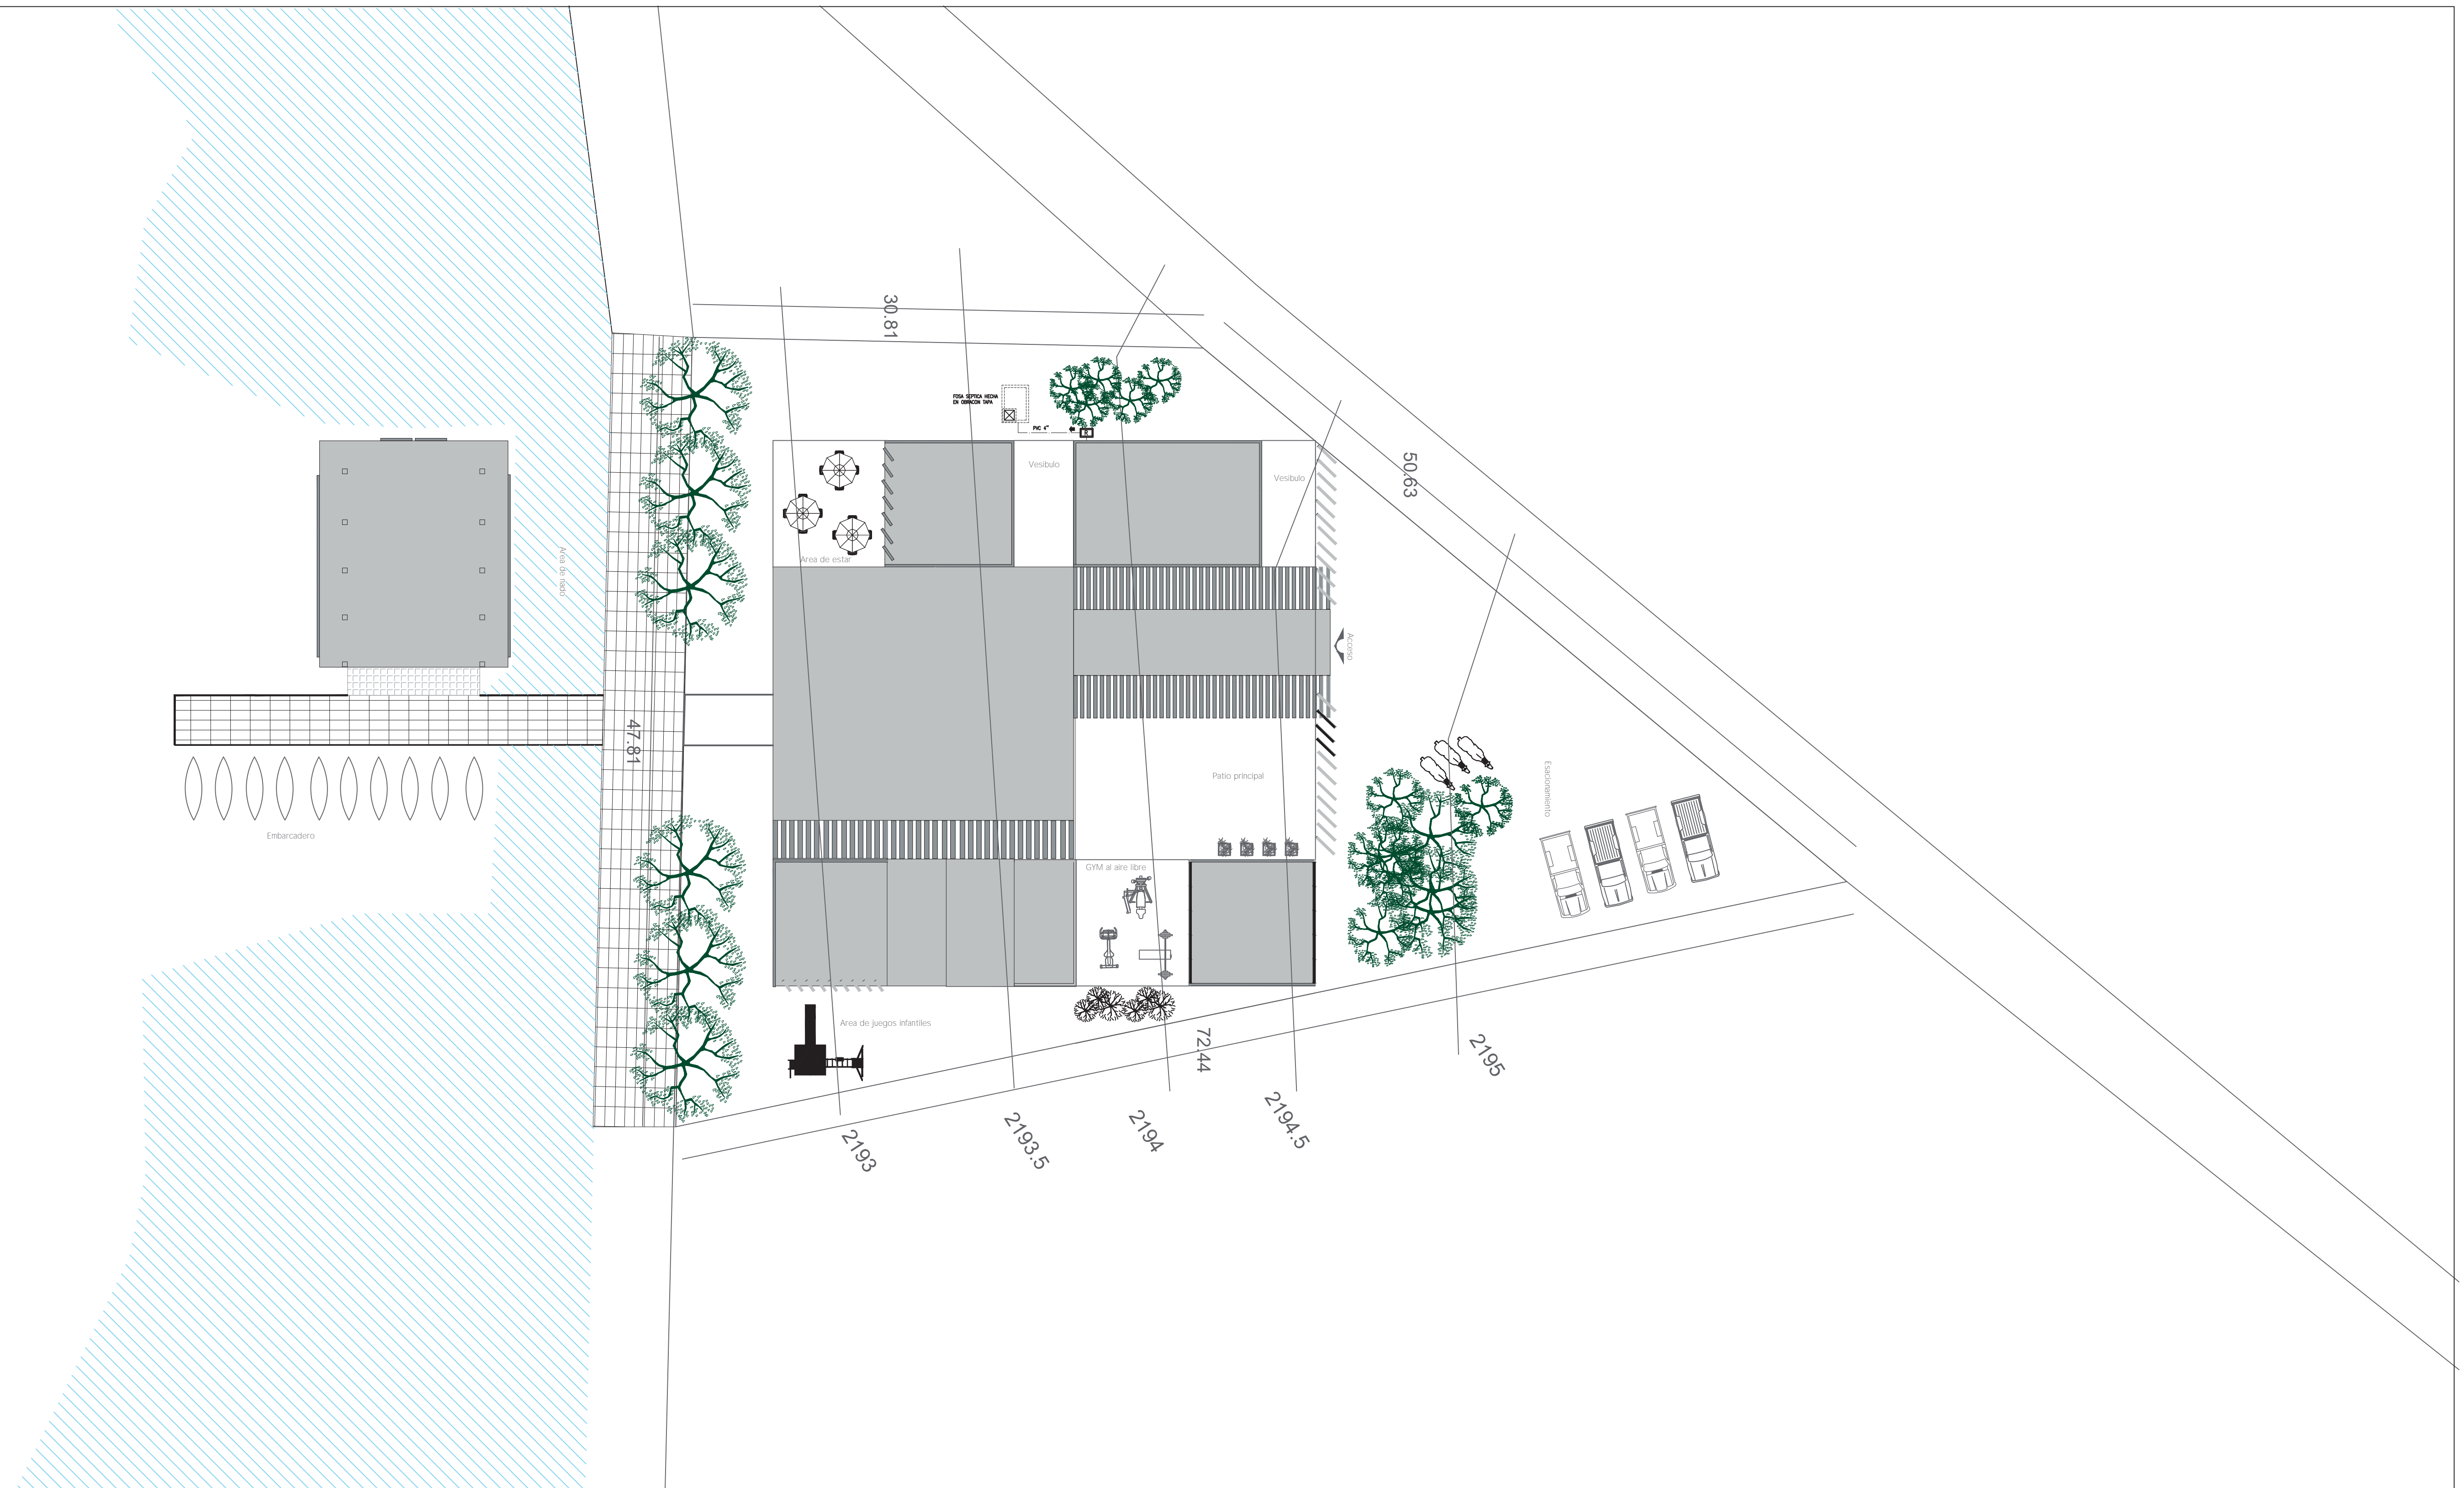 30.81
FOSA SEPTICA HECHA
EN OBRACON TAPA
PVC 4"
R
Vesibulo
Vesibulo
50.63
Area de nado
Area de estar
Acceso
47.81
Patio principal
Esacionamiento
Embarcadero
GYM al aire libre
Area de juegos infantiles
72.44
2193
2193.5
2194
2194.5
2195